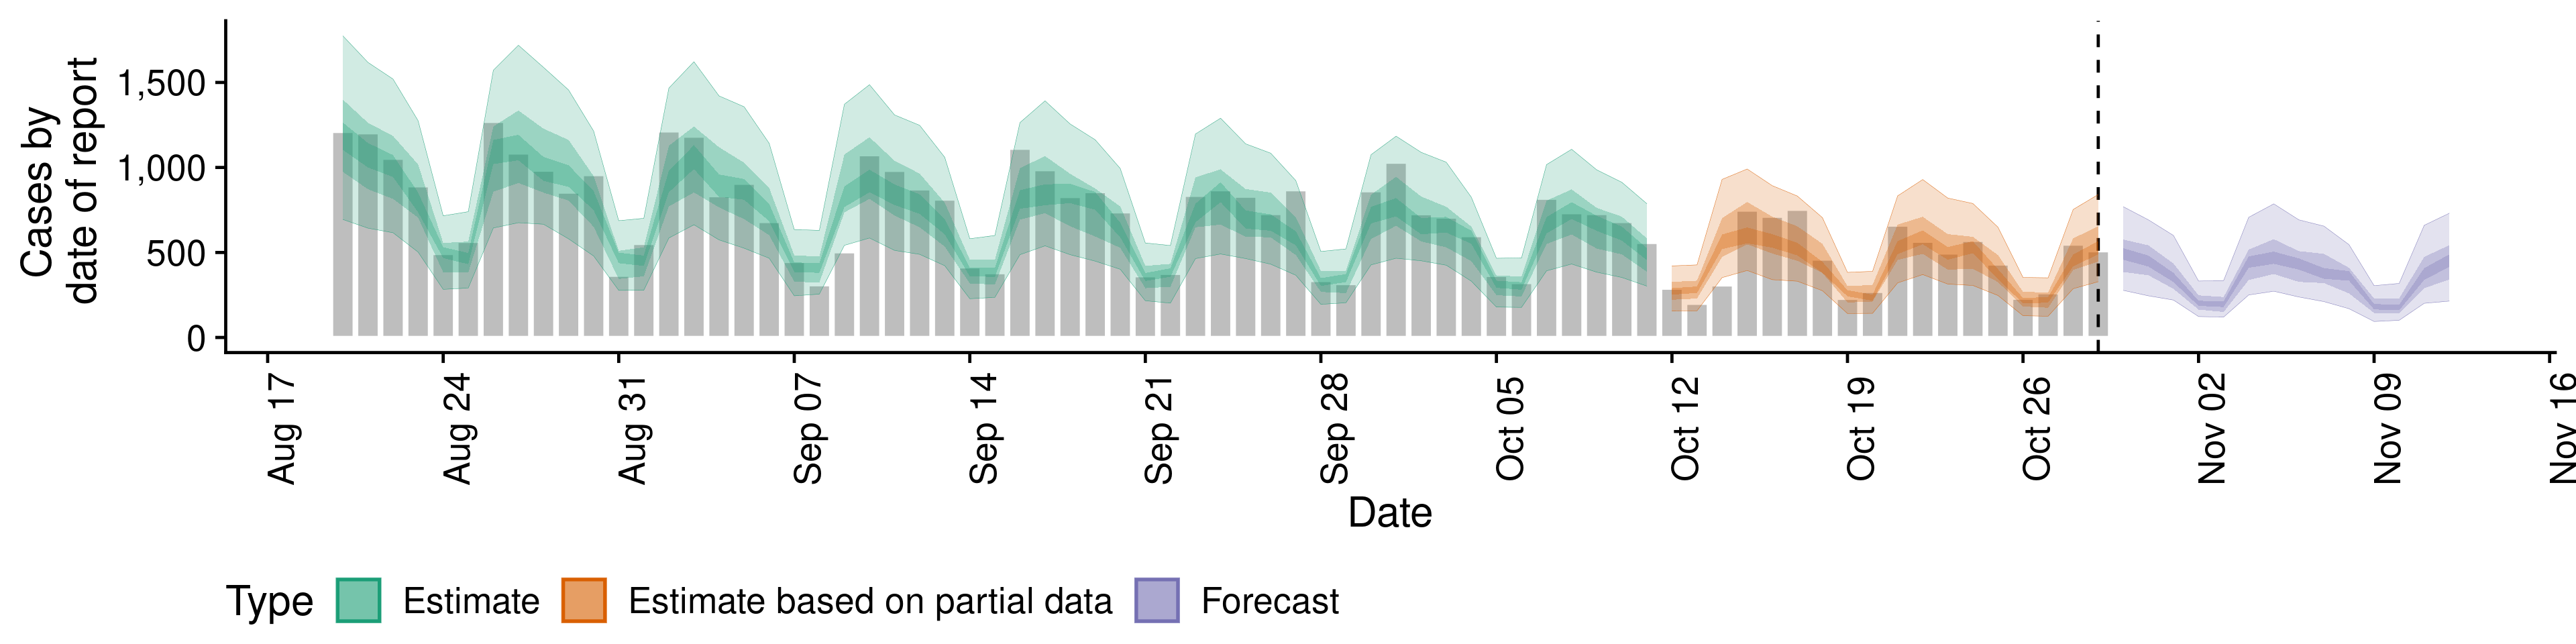 Cases by
date of report
1,500
1,000
500
0
Aug 17
Aug 24
Aug 31
Sep 07
Sep 14
Sep 21
Sep 28
Oct 05
Oct 12
Oct 19
Oct 26
Nov 02
Nov 09
Nov 16
Date
Type Estimate Estimate based on partial data Forecast